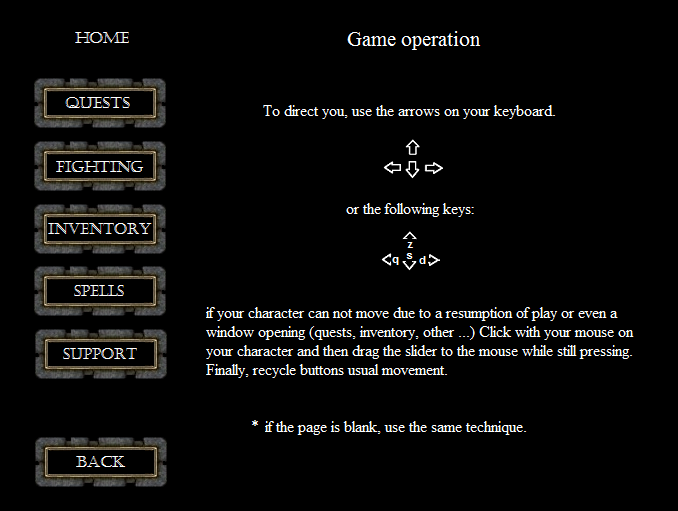 HOME
Game operation
QUESTS
To direct you, use the arrows on your keyboard.
FIGHTING
or the following keys:
INVENTORY
z
q s d
SPELLS
if your character can not move due to a resumption of play or even a
window opening (quests, inventory, other ...) Click with your mouse on
SUPPORT
your character and then drag the slider to the mouse while still pressing.
Finally, recycle buttons usual movement.
* if the page is blank, use the same technique.
BACK